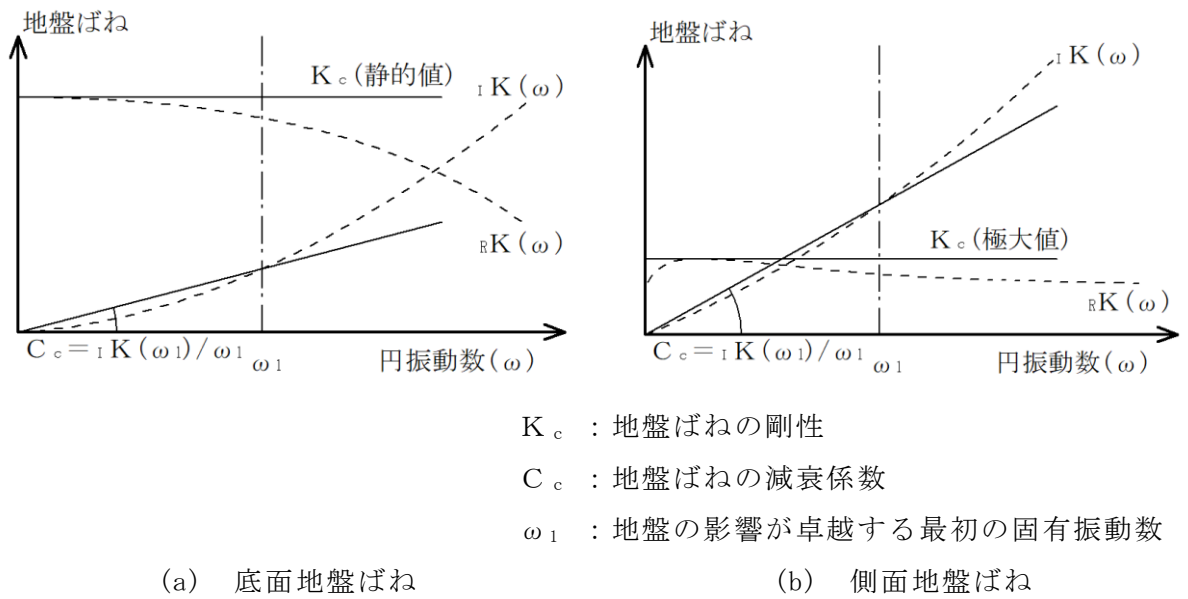 地盤ばね
Kc(静的値)
IK(ω)
RK(ω)
Cc=IK(ω1)/ω1
ω1
円振動数(ω)
地盤ばね
IK(ω)
Kc(極大値)
RK(ω)
Cc=IK(ω1)/ω1
ω1
円振動数(ω)
Kc :地盤ばねの剛性
Cc :地盤ばねの減衰係数
ω1 :地盤の影響が卓越する最初の固有振動数
(a) 底面地盤ばね
(b) 側面地盤ばね